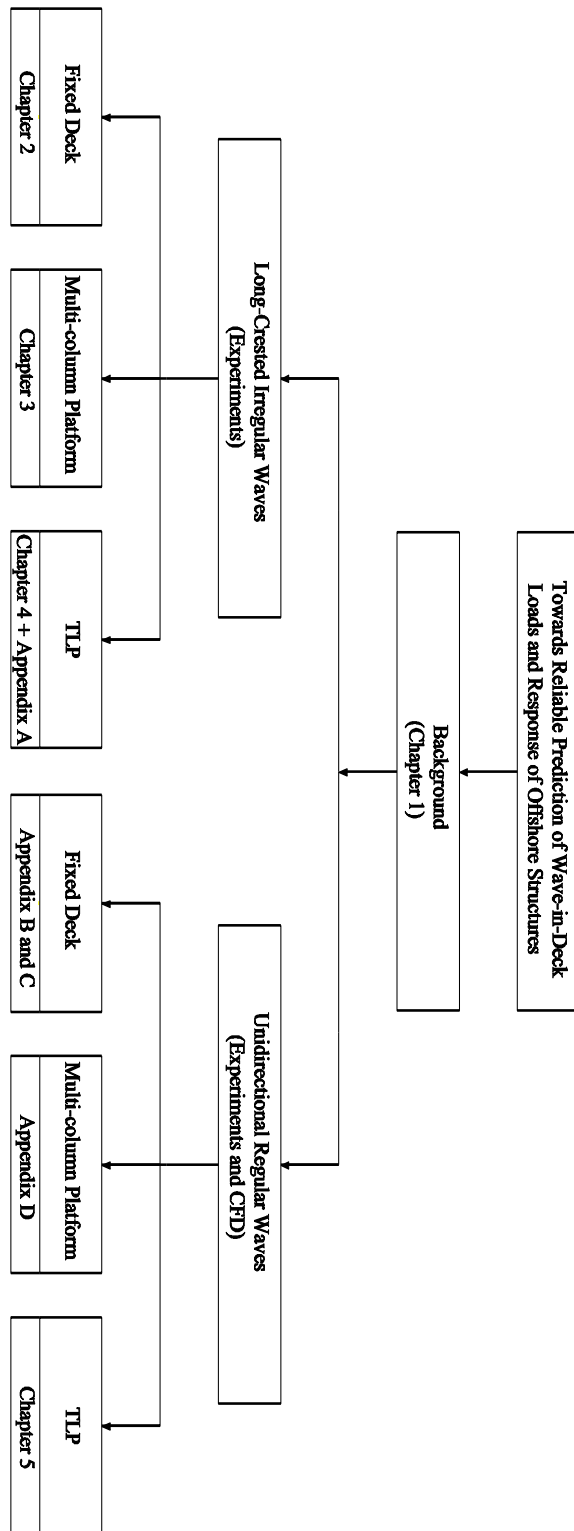 Towards Reliable Prediction of Wave-in-Deck
Loads and Response of Offshore Structures
Background
(Chapter 1)
Long-Crested Irregular Waves
(Experiments)
Unidirectional Regular Waves
(Experiments and CFD)
Fixed Deck
Chapter 2
Multi-column Platform
Chapter 3
TLP
Chapter 4 + Appendix A
Fixed Deck
Appendix B and C
Multi-column Platform
Appendix D
TLP
Chapter 5